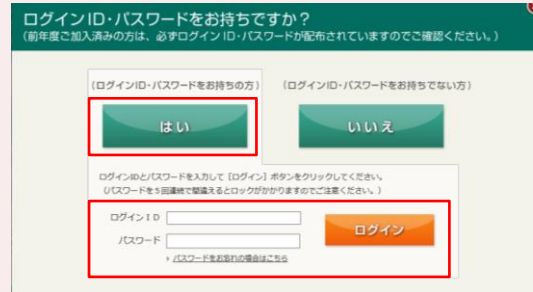 ログインID・パスワードをお持ちですか？
(前年度ご加入済みの方は、必ずログインID・パスワードが配布されていますのでご確認ください。)
(ログインID・パスワードをお持ちの方) (ログインID・パスワードをお持ちでない方)
はい いいえ
ログインIDとパスワードを入力して [ログイン] ボタンをクリックしてください。
(パスワードを5回連続で間違えるとロックがかかりますのでご注意ください。)
ログインID
パスワード
ログイン
パスワードをお忘れの場合はこちら